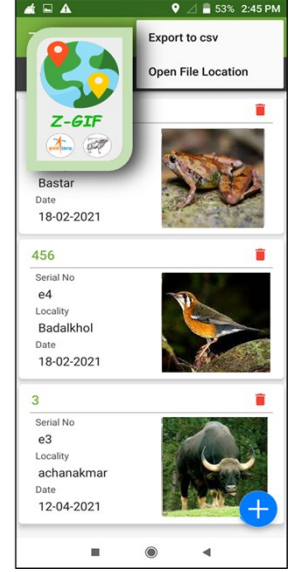 53% 2:45 PM
Export to csv
Open File Location
Z-GIF
Bastar
Date
18-02-2021
456
Serial No
e4
Locality
Badalkhol
Date
18-02-2021
3
Serial No
e3
Locality
achanakmar
Date
12-04-2021